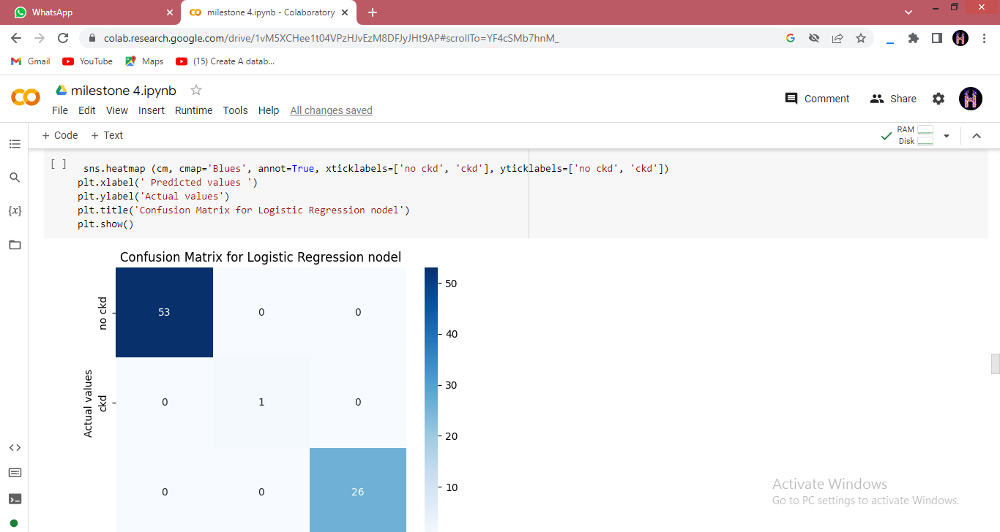 WhatsApp
milestone 4.ipynb - Colaboratory
colab.research.google.com/drive/1vM5XCHee1t04VPzHJvEzM8DFJyJHt9AP#scrollTo=YF4cSMb7hnM_
Gmail YouTube Maps (15) Create A datab...
milestone 4.ipynb
File Edit View Insert Runtime Tools Help All changes saved
Comment Share
+ Code + Text
RAM
Disk
[ ] sns.heatmap (cm, cmap='Blues', annot=True, xticklabels=['no ckd', 'ckd'], yticklabels=['no ckd', 'ckd'])
plt.xlabel(' Predicted values ')
plt.ylabel('Actual values')
plt.title('Confusion Matrix for Logistic Regression nodel')
plt.show()
Confusion Matrix for Logistic Regression nodel
no ckd
53 0 0
Actual values
ckd
0 1 0
0 0 26
50
40
30
20
10
{x}
Activate Windows
Go to PC settings to activate Windows.